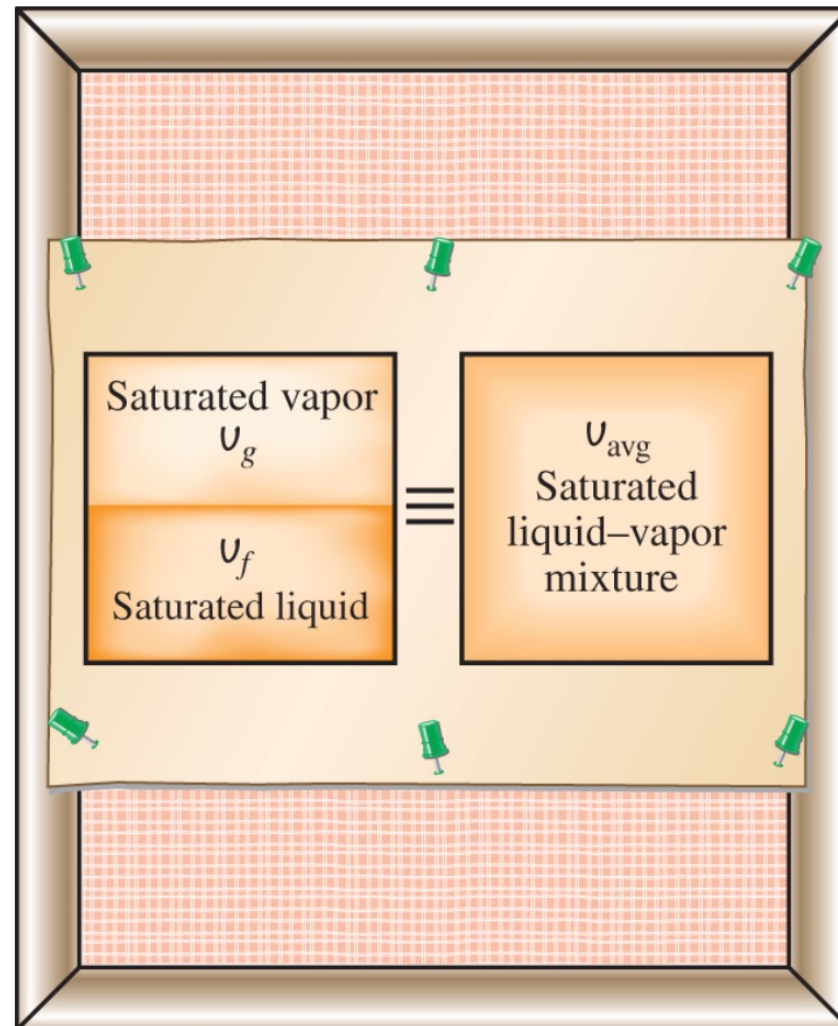 Saturated vapor
υg
υf
Saturated liquid
≡
υavg
Saturated
liquid–vapor
mixture